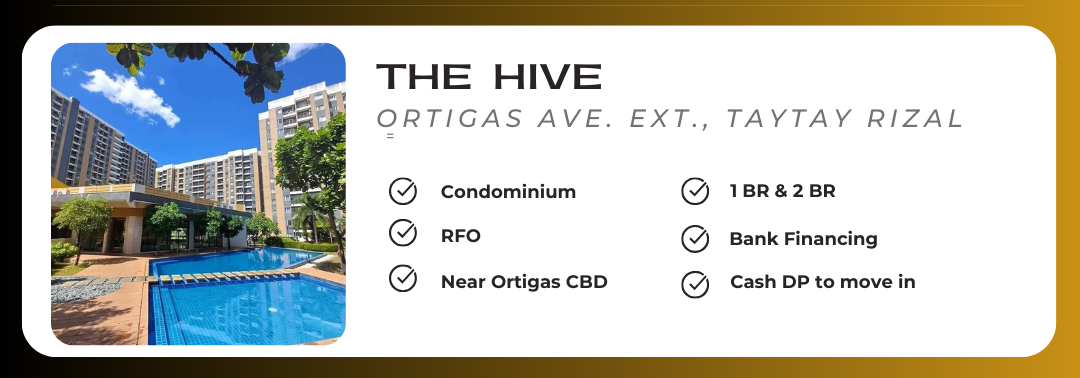 THE HIVE
ORTIGAS AVE. EXT., TAYTAY RIZAL
=
Condominium
RFO
Near Ortigas CBD
1 BR & 2 BR
Bank Financing
Cash DP to move in